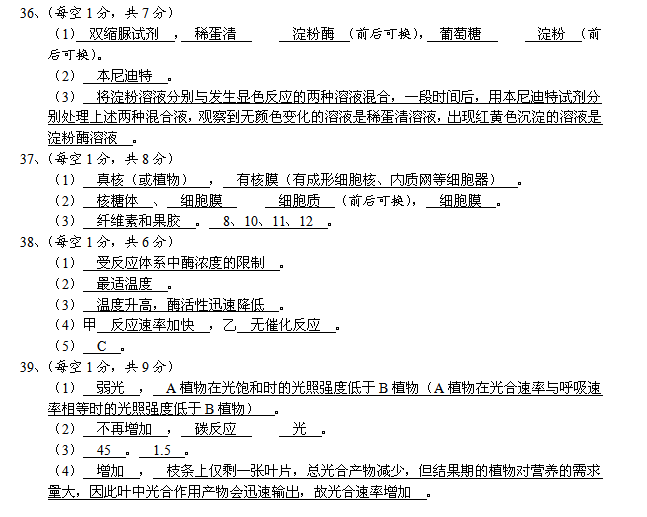 36、（每空1分，共7分）
（1） 双缩脲试剂 ， 稀蛋清 淀粉酶 （前后可换）， 葡萄糖 淀粉 （前
后可换）。
（2） 本尼迪特 。
（3） 将淀粉溶液分别与发生显色反应的两种溶液混合，一段时间后，用本尼迪特试剂分
别处理上述两种混合液，观察到无颜色变化的溶液是稀蛋清溶液，出现红黄色沉淀的溶液是
淀粉酶溶液 。
37、（每空1分，共8分）
（1） 真核（或植物） ， 有核膜（有成形细胞核、内质网等细胞器） 。
（2） 核糖体 、 细胞膜 细胞质 （前后可换）， 细胞膜 。
（3） 纤维素和果胶 。 8、10、11、12 。
38、（每空1分，共6分）
（1） 受反应体系中酶浓度的限制 。
（2） 最适温度 。
（3） 温度升高，酶活性迅速降低 。
（4）甲 反应速率加快 ，乙 无催化反应 。
（5） C 。
39、（每空1分，共9分）
（1） 弱光 ， A植物在光饱和时的光照强度低于B植物（A植物在光合速率与呼吸速
率相等时的光照强度低于B植物） 。
（2） 不再增加 ， 碳反应 光 。
（3） 45 。 1.5 。
（4） 增加 ， 枝条上仅剩一张叶片，总光合产物减少，但结果期的植物对营养的需求
量大，因此叶中光合作用产物会迅速输出，故光合速率增加 。